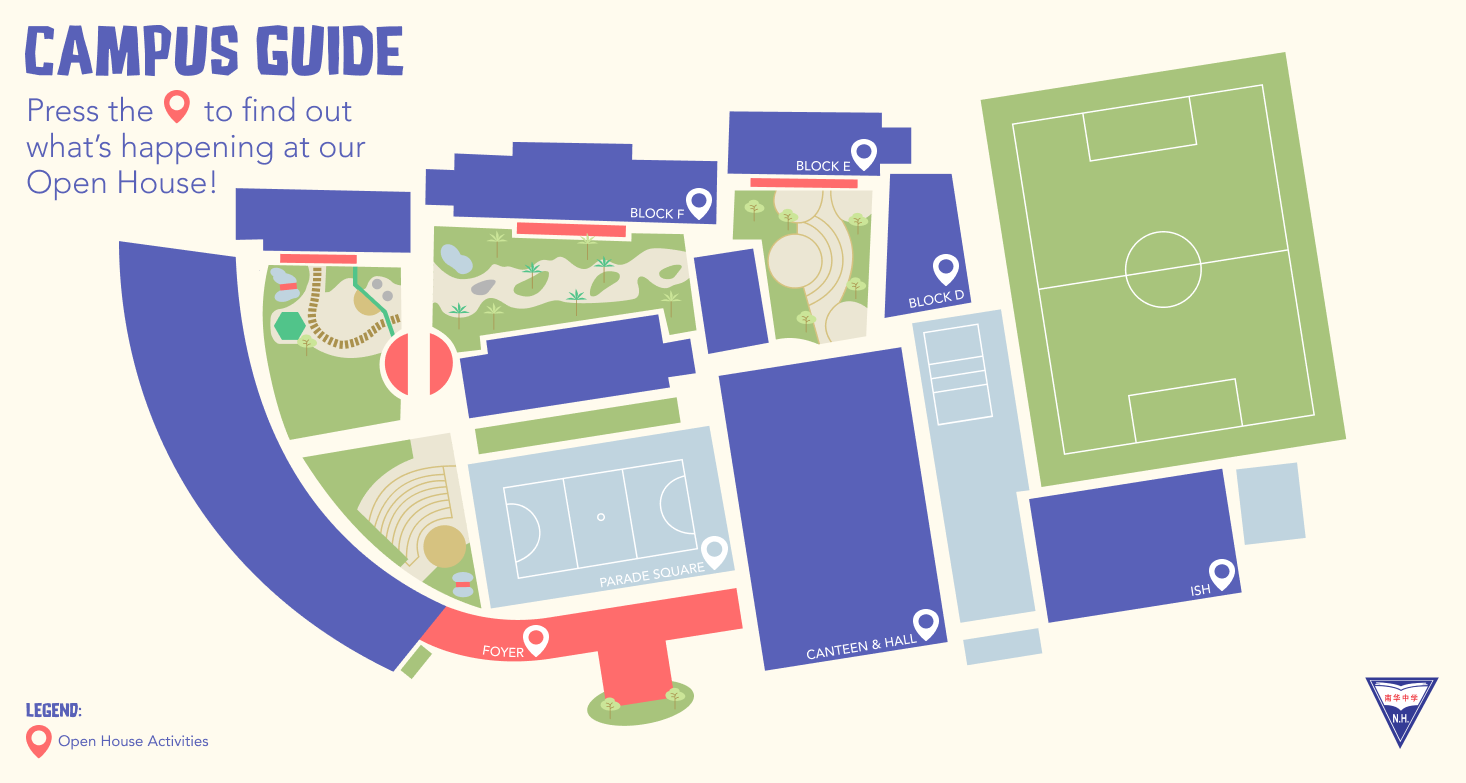 CAMPUS GUIDE
Press the to find out
what's happening at our
Open House!
BLOCK E
BLOCK F
BLOCK D
PARADE SQUARE
ISH
CANTEEN & HALL
FOYER
LEGEND:
Open House Activities
南华中学
N.H.